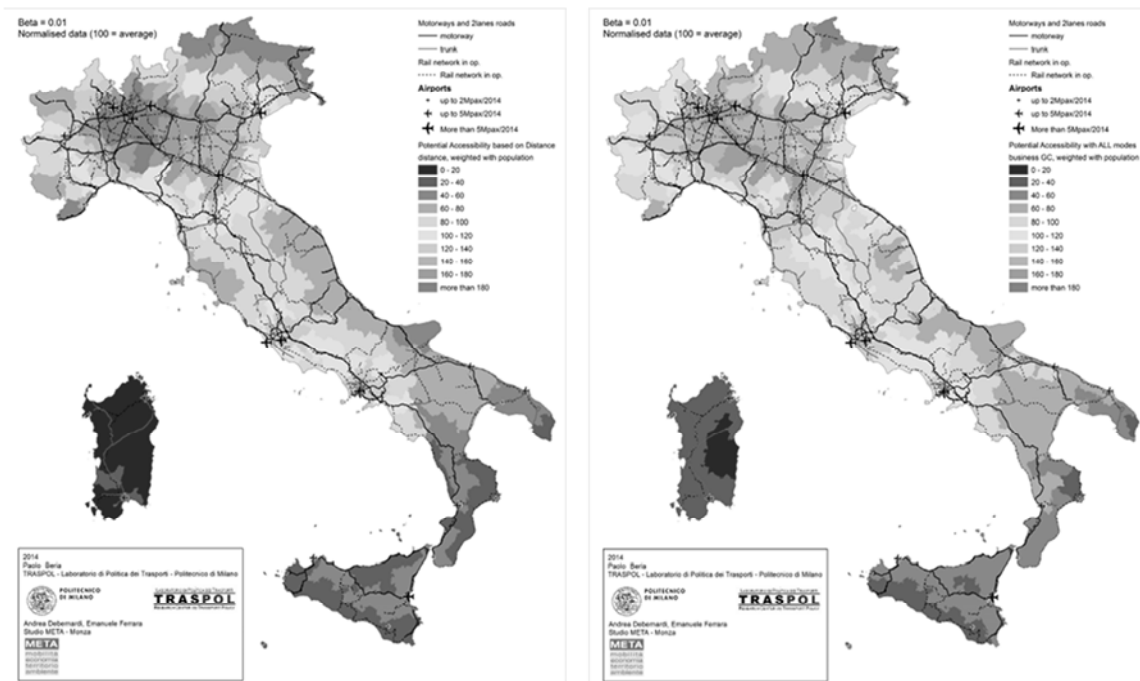 Beta = 0.01
Normalised data (100 = average)
Motorways and 2lanes roads
motorway
trunk
Rail network in op.
Rail network in op.
Airports
up to 2Mpax/2014
up to 5Mpax/2014
More than 5Mpax/2014
Potential Accessibility based on Distance
distance, weighted with population
0 - 20
20 - 40
40 - 60
60 - 80
80 - 100
100 - 120
120 - 140
140 - 160
160 - 180
more than 180
2014
Paolo Beria
TRASPOL - Laboratorio di Politica dei Trasporti - Politecnico di Milano
POLITECNICO
DI MILANO
TRASPOL
Andrea Debernardi, Emanuele Ferrara
Studio META - Monza
META
mobilità
economia
territorio
ambiente
Beta = 0.01
Normalised data (100 = average)
Motorways and 2lanes roads
motorway
trunk
Rail network in op.
Rail network in op.
Airports
up to 2Mpax/2014
up to 5Mpax/2014
More than 5Mpax/2014
Potential Accessibility with ALL modes
business GC, weighted with population
0 - 20
20 - 40
40 - 60
60 - 80
80 - 100
100 - 120
120 - 140
140 - 160
160 - 180
more than 180
2014
Paolo Beria
TRASPOL - Laboratorio di Politica dei Trasporti - Politecnico di Milano
POLITECNICO
DI MILANO
TRASPOL
Andrea Debernardi, Emanuele Ferrara
Studio META - Monza
META
mobilità
economia
territorio
ambiente